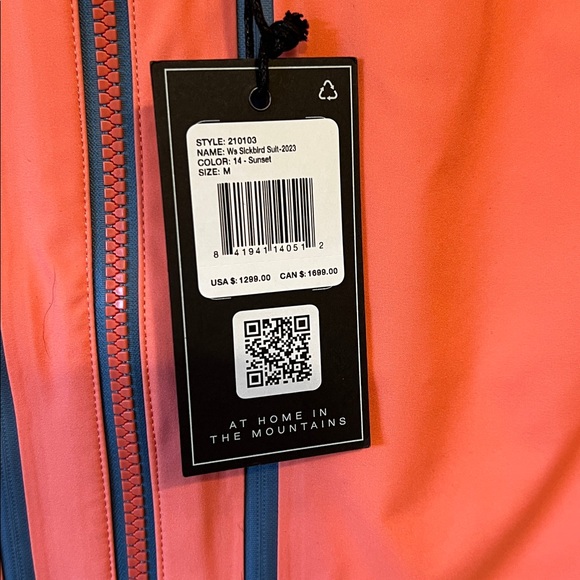 STYLE: 210103
NAME: Ws Sickbird Suit-2023
COLOR: 14 - Sunset
SIZE: M
8 41941 14051 2
USA $: 1299.00 CAN $: 1699.00
AT HOME IN
THE MOUNTAINS